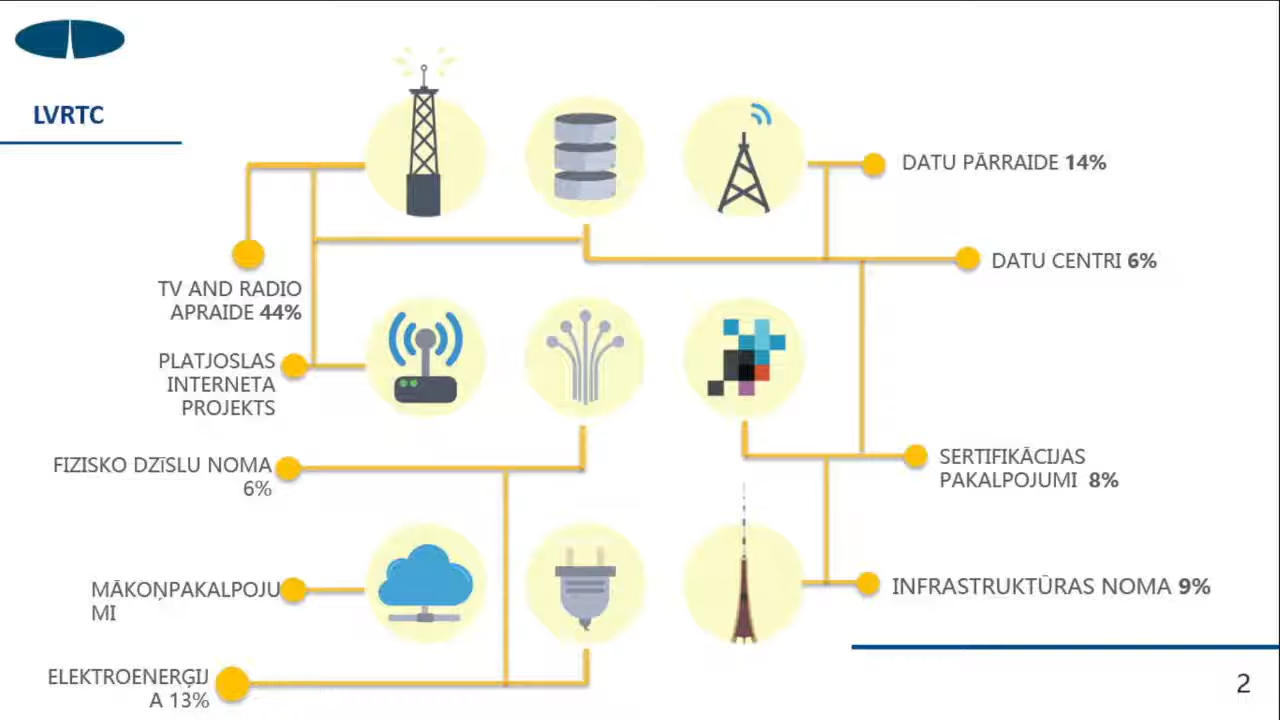 LVRTC
DATU PĀRRAIDE 14%
DATU CENTRI 6%
TV AND RADIO
APRAIDE 44%
PLATJOSLAS
INTERNETA
PROJEKTS
FIZISKO DZīSLU NOMA
6%
SERTIFIKĀCIJAS
PAKALPOJUMI  8%
MĀKOŅPAKALPOJU
MI
INFRASTRUKTŪRAS NOMA 9%
ELEKTROENERĢIJ
A 13%
2